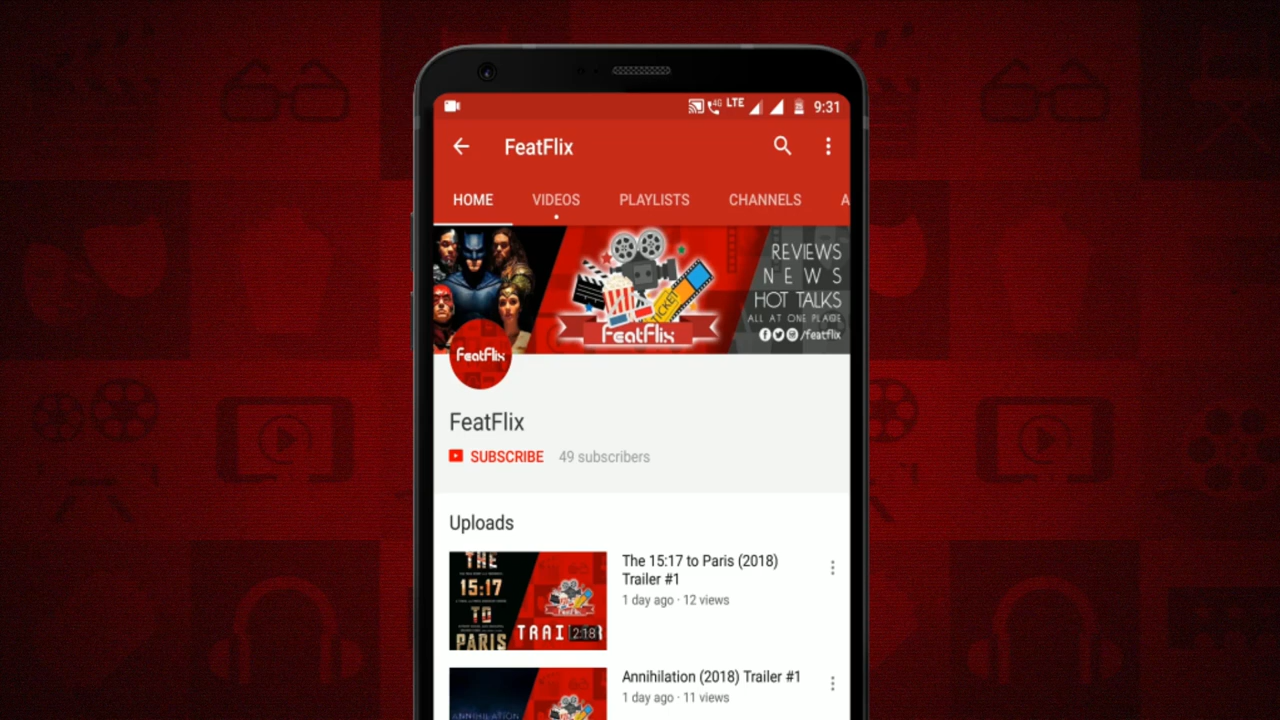 4G LTE 9:31
FeatFlix
HOME VIDEOS PLAYLISTS CHANNELS A
REVIEWS
NEWS
HOT TALKS
ALL AT ONE PLACE
/featflix
TICKET
FeatFlix
FeatFlix
FeatFlix
SUBSCRIBE 49 subscribers
Uploads
THE
15:17
TO
PARIS
TRAI 2:18
The 15:17 to Paris (2018)
Trailer #1
1 day ago · 12 views
ANNIHILATION
Annihilation (2018) Trailer #1
1 day ago · 11 views